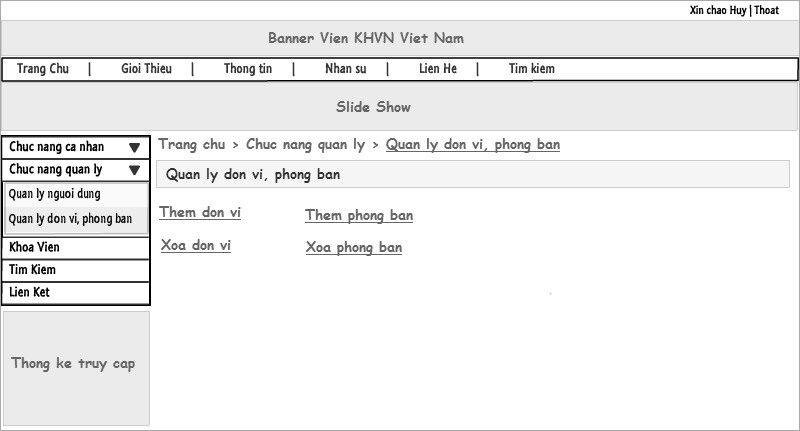 Xin chao Huy | Thoat
Banner Vien KHVN Viet Nam
Trang Chu | Gioi Thieu | Thong tin | Nhan su | Lien He | Tim kiem
Slide Show
Chuc nang ca nhan
Chuc nang quan ly
Quan ly nguoi dung
Quan ly don vi, phong ban
Khoa Vien
Tim Kiem
Lien Ket
Thong ke truy cap
Trang chu > Chuc nang quan ly > Quan ly don vi, phong ban
Quan ly don vi, phong ban
Them don vi Them phong ban
Xoa don vi Xoa phong ban